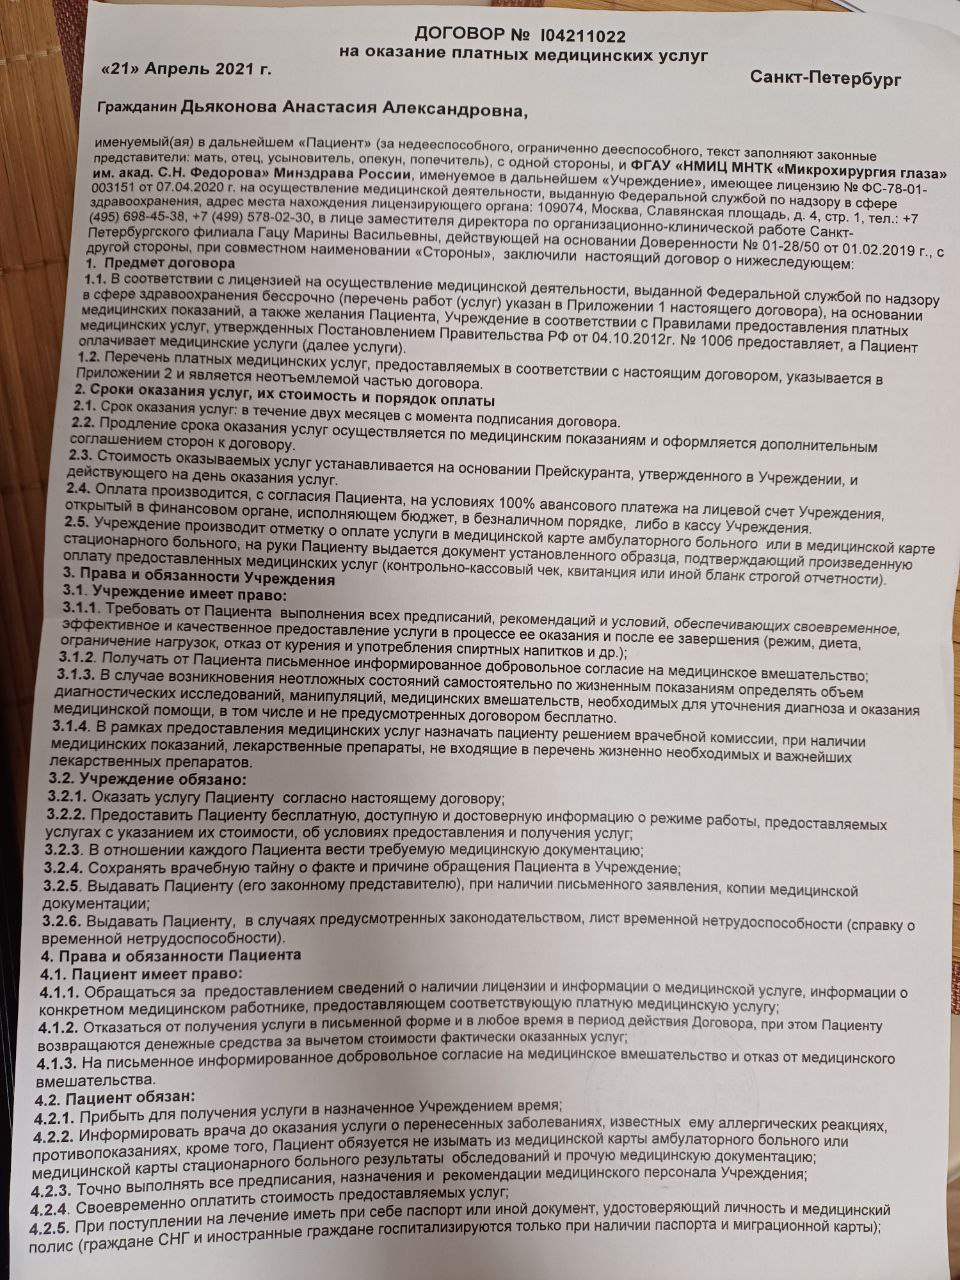 ДОГОВОР № I04211022
на оказание платных медицинских услуг
«21» Апрель 2021 г.
Санкт-Петербург
Гражданин Дьяконова Анастасия Александровна,
именуемый(ая) в дальнейшем «Пациент» (за недееспособного, ограничено дееспособного, текст заполняют законные
представители: мать, отец, усыновитель, опекун, попечитель), с одной стороны, и ФГАУ «НМИЦ МНТК «Микрохирургия глаза»
им. акад. С.Н. Федорова» Минздрава России, именуемое в дальнейшем «Учреждение», имеющее лицензию № ФС-78-01-
003151 от 07.04.2020 г. на осуществление медицинской деятельности, выданную Федеральной службой по надзору в сфере
здравоохранения, адрес места нахождения лицензирующего органа: 109074, Москва, Славянская площадь, д. 4, стр. 1, тел.: +7
(495) 698-45-38, +7 (499) 578-02-30, в лице заместителя директора по организационно-клинической работе Санкт-
Петербургского филиала Гацу Марины Васильевны, действующей на основании Доверенности № 01-28/50 от 01.02.2019 г., с
другой стороны, при совместном наименовании «Стороны», заключили настоящий договор о нижеследующем:
1. Предмет договора
1.1. В соответствии с лицензией на осуществление медицинской деятельности, выданной Федеральной службой по надзору
в сфере здравоохранения бессрочно (перечень работ (услуг) указан в Приложении 1 настоящего договора), на основании
медицинских показаний, а также желания Пациента, Учреждение в соответствии с Правилами предоставления платных
медицинских услуг, утвержденных Постановлением Правительства РФ от 04.10.2012г. № 1006 предоставляет, а Пациент
оплачивает медицинские услуги (далее услуги).
1.2. Перечень платных медицинских услуг, предоставляемых в соответствии с настоящим договором, указывается в
Приложении 2 и является неотъемлемой частью договора.
2. Сроки оказания услуг, их стоимость и порядок оплаты
2.1. Срок оказания услуг: в течение двух месяцев с момента подписания договора.
2.2. Продление срока оказания услуг осуществляется по медицинским показаниям и оформляется дополнительным
соглашением сторон к договору.
2.3. Стоимость оказываемых услуг устанавливается на основании Прейскуранта, утвержденного в Учреждении, и
действующего на день оказания услуг.
2.4. Оплата производится, с согласия Пациента, на условиях 100% авансового платежа на лицевой счет Учреждения,
открытый в финансовом органе, исполняющем бюджет, в безналичном порядке, либо в кассу Учреждения.
2.5. Учреждение производит отметку о оплате услуги в медицинской карте амбулаторного больного или в медицинской карте
стационарного больного, на руки Пациенту выдается документ установленного образца, подтверждающий произведенную
оплату предоставленных медицинских услуг (контрольно-кассовый чек, квитанция или иной бланк строгой отчетности).
3. Права и обязанности Учреждения
3.1. Учреждение имеет право:
3.1.1. Требовать от Пациента выполнения всех предписаний, рекомендаций и условий, обеспечивающих своевременное,
эффективное и качественное предоставление услуги в процессе ее оказания и после ее завершения (режим, диета,
ограничение нагрузок, отказ от курения и употребления спиртных напитков и др.);
3.1.2. Получать от Пациента письменное информированное добровольное согласие на медицинское вмешательство;
3.1.3. В случае возникновения неотложных состояний самостоятельно по жизненным показаниям определять объем
диагностических исследований, манипуляций, медицинских вмешательств, необходимых для уточнения диагноза и оказания
медицинской помощи, в том числе и не предусмотренных договором бесплатно.
3.1.4. В рамках предоставления медицинских услуг назначать пациенту решением врачебной комиссии, при наличии
медицинских показаний, лекарственные препараты, не входящие в перечень жизненно необходимых и важнейших
лекарственных препаратов.
3.2. Учреждение обязано:
3.2.1. Оказать услугу Пациенту согласно настоящему договору;
3.2.2. Предоставить Пациенту бесплатную, доступную и достоверную информацию о режиме работы, предоставляемых
услугах с указанием их стоимости, об условиях предоставления и получения услуг;
3.2.3. В отношении каждого Пациента вести требуемую медицинскую документацию;
3.2.4. Сохранять врачебную тайну о факте и причине обращения Пациента в Учреждение;
3.2.5. Выдавать Пациенту (его законному представителю), при наличии письменного заявления, копии медицинской
документации;
3.2.6. Выдавать Пациенту, в случаях предусмотренных законодательством, лист временной нетрудоспособности (справку о
временной нетрудоспособности).
4. Права и обязанности Пациента
4.1. Пациент имеет право:
4.1.1. Обращаться за предоставлением сведений о наличии лицензии и информации о медицинской услуге, информации о
конкретном медицинском работнике, предоставляющем соответствующую платную медицинскую услугу;
4.1.2. Отказаться от получения услуги в письменной форме и в любое время в период действия Договора, при этом Пациенту
возвращаются денежные средства за вычетом стоимости фактически оказанных услуг;
4.1.3. На письменное информированное добровольное согласие на медицинское вмешательство и отказ от медицинского
вмешательства.
4.2. Пациент обязан:
4.2.1. Прибыть для получения услуги в назначенное Учреждением время;
4.2.2. Информировать врача до оказания услуги о перенесенных заболеваниях, известных ему аллергических реакциях,
противопоказаниях, кроме того, Пациент обязуется не изымать из медицинской карты амбулаторного больного или
медицинской карты стационарного больного результаты обследований и прочую медицинскую документацию;
4.2.3. Точно выполнять все предписания, назначения и рекомендации медицинского персонала Учреждения;
4.2.4. Своевременно оплатить стоимость предоставляемых услуг;
4.2.5. При поступлении на лечение иметь при себе паспорт или иной документ, удостоверяющий личность и медицинский
полис (граждане СНГ и иностранные граждане госпитализируются только при наличии паспорта и миграционной карты);